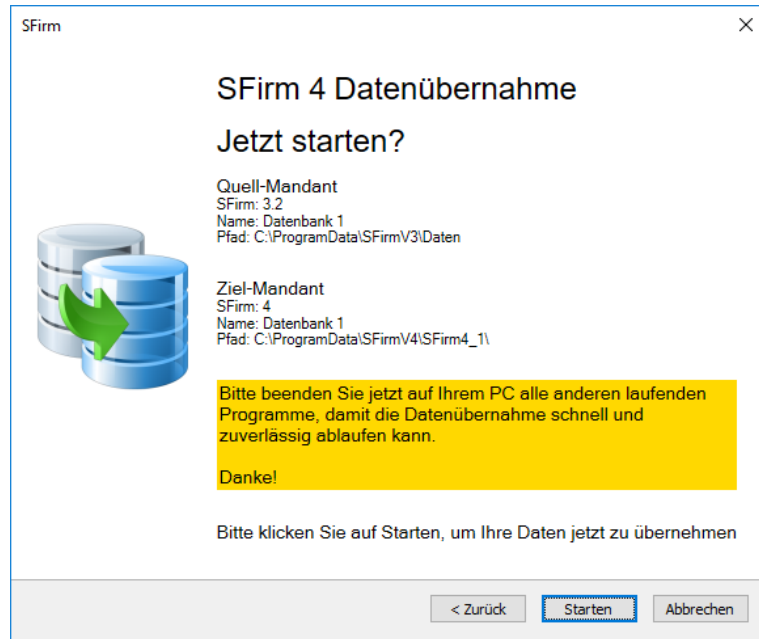 SFirm
SFirm 4 Datenübernahme
Jetzt starten?
Quell-Mandant
SFirm: 3.2
Name: Datenbank 1
Pfad: C:\ProgramData\SFirmV3\Daten
Ziel-Mandant
SFirm: 4
Name: Datenbank 1
Pfad: C:\ProgramData\SFirmV4\SFirm4_1\
Bitte beenden Sie jetzt auf Ihrem PC alle anderen laufenden
Programme, damit die Datenübernahme schnell und
zuverlässig ablaufen kann.
Danke!
Bitte klicken Sie auf Starten, um Ihre Daten jetzt zu übernehmen
< Zurück Starten Abbrechen